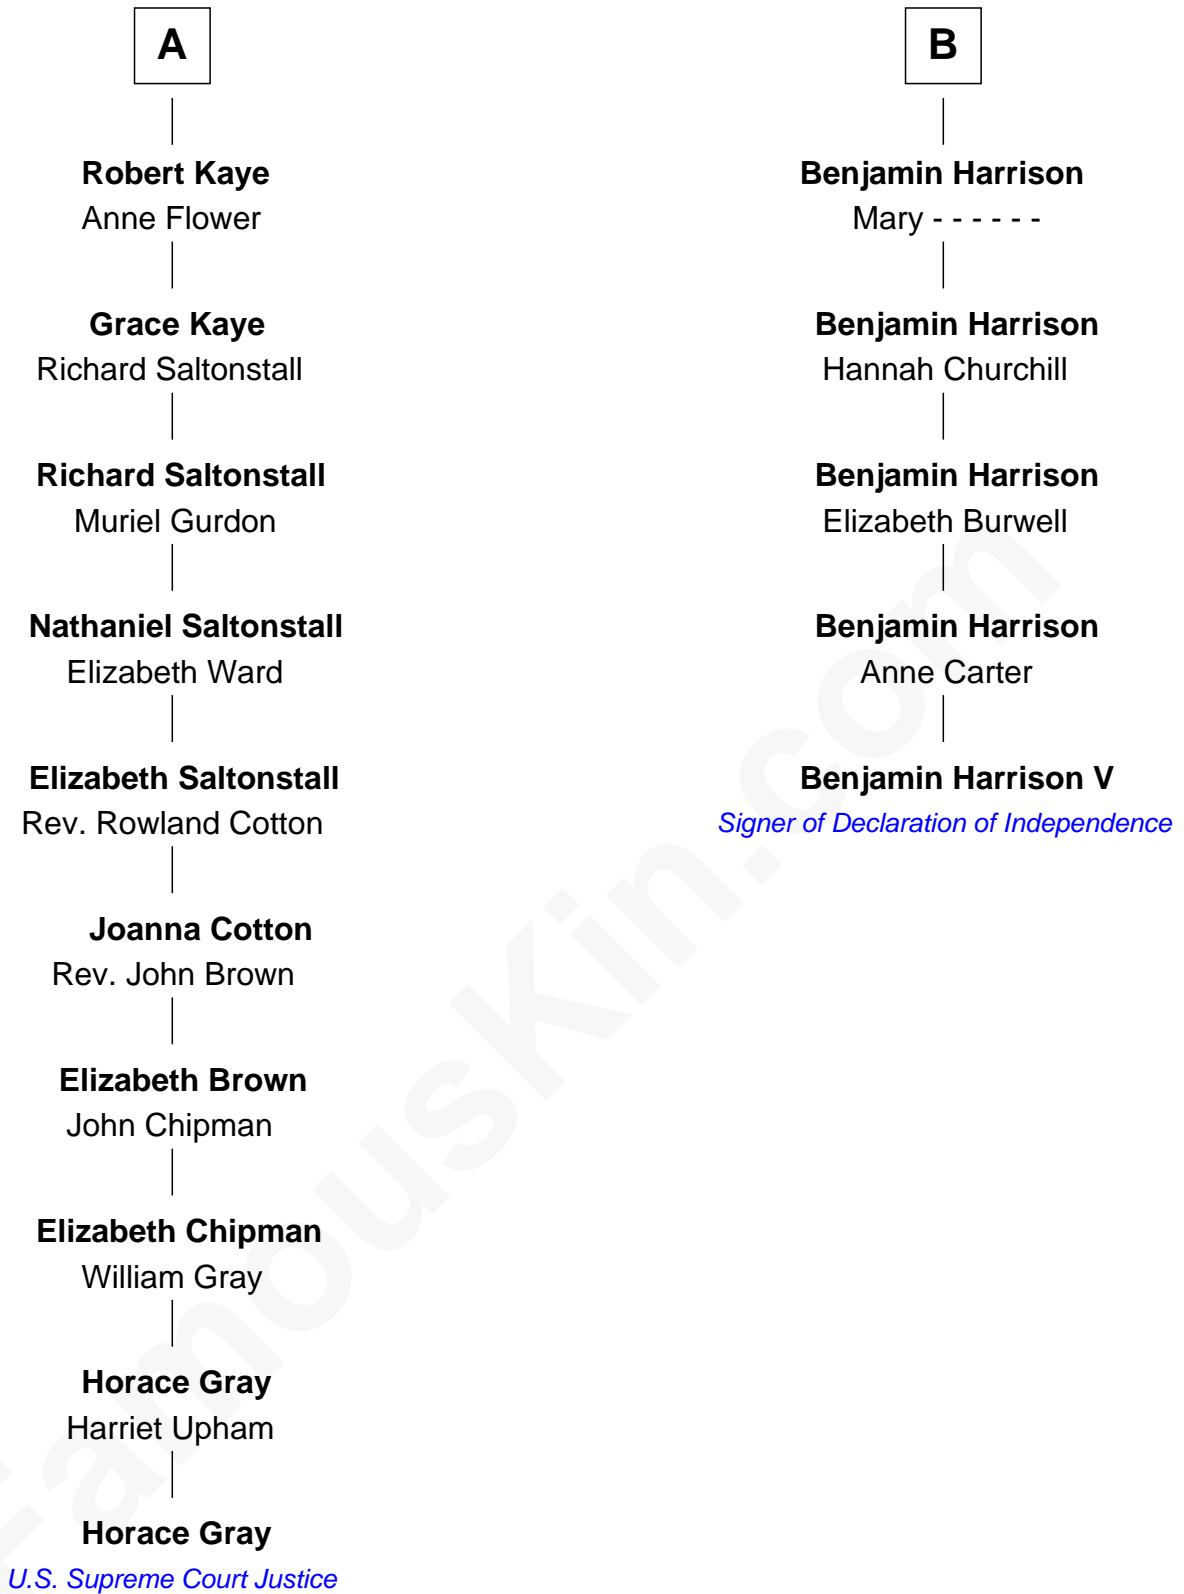 A
Robert Kaye
Anne Flower
Grace Kaye
Richard Saltonstall
Richard Saltonstall
Muriel Gurdon
Nathaniel Saltonstall
Elizabeth Ward
Elizabeth Saltonstall
Rev. Rowland Cotton
Joanna Cotton
Rev. John Brown
Elizabeth Brown
John Chipman
Elizabeth Chipman
William Gray
Horace Gray
Harriet Upham
Horace Gray
U.S. Supreme Court Justice
B
Benjamin Harrison
Mary - - - - - -
Benjamin Harrison
Hannah Churchill
Benjamin Harrison
Elizabeth Burwell
Benjamin Harrison
Anne Carter
Benjamin Harrison V
Signer of Declaration of Independence
FamousKin.com